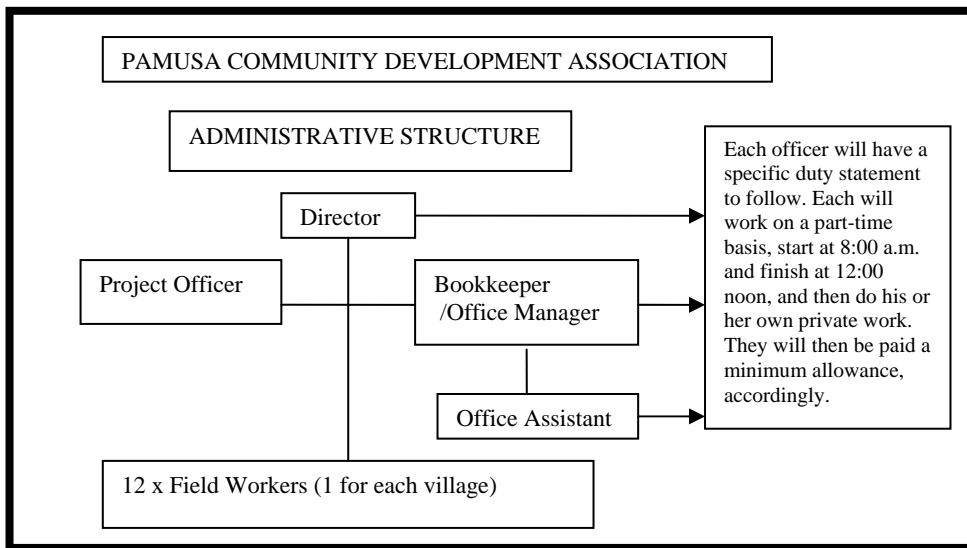 PAMUSA COMMUNITY DEVELOPMENT ASSOCIATION
ADMINISTRATIVE STRUCTURE
Director
Project Officer
Bookkeeper
/Office Manager
Office Assistant
12 x Field Workers (1 for each village)
Each officer will have a
specific duty statement
to follow. Each will
work on a part-time
basis, start at 8:00 a.m.
and finish at 12:00
noon, and then do his or
her own private work.
They will then be paid a
minimum allowance,
accordingly.